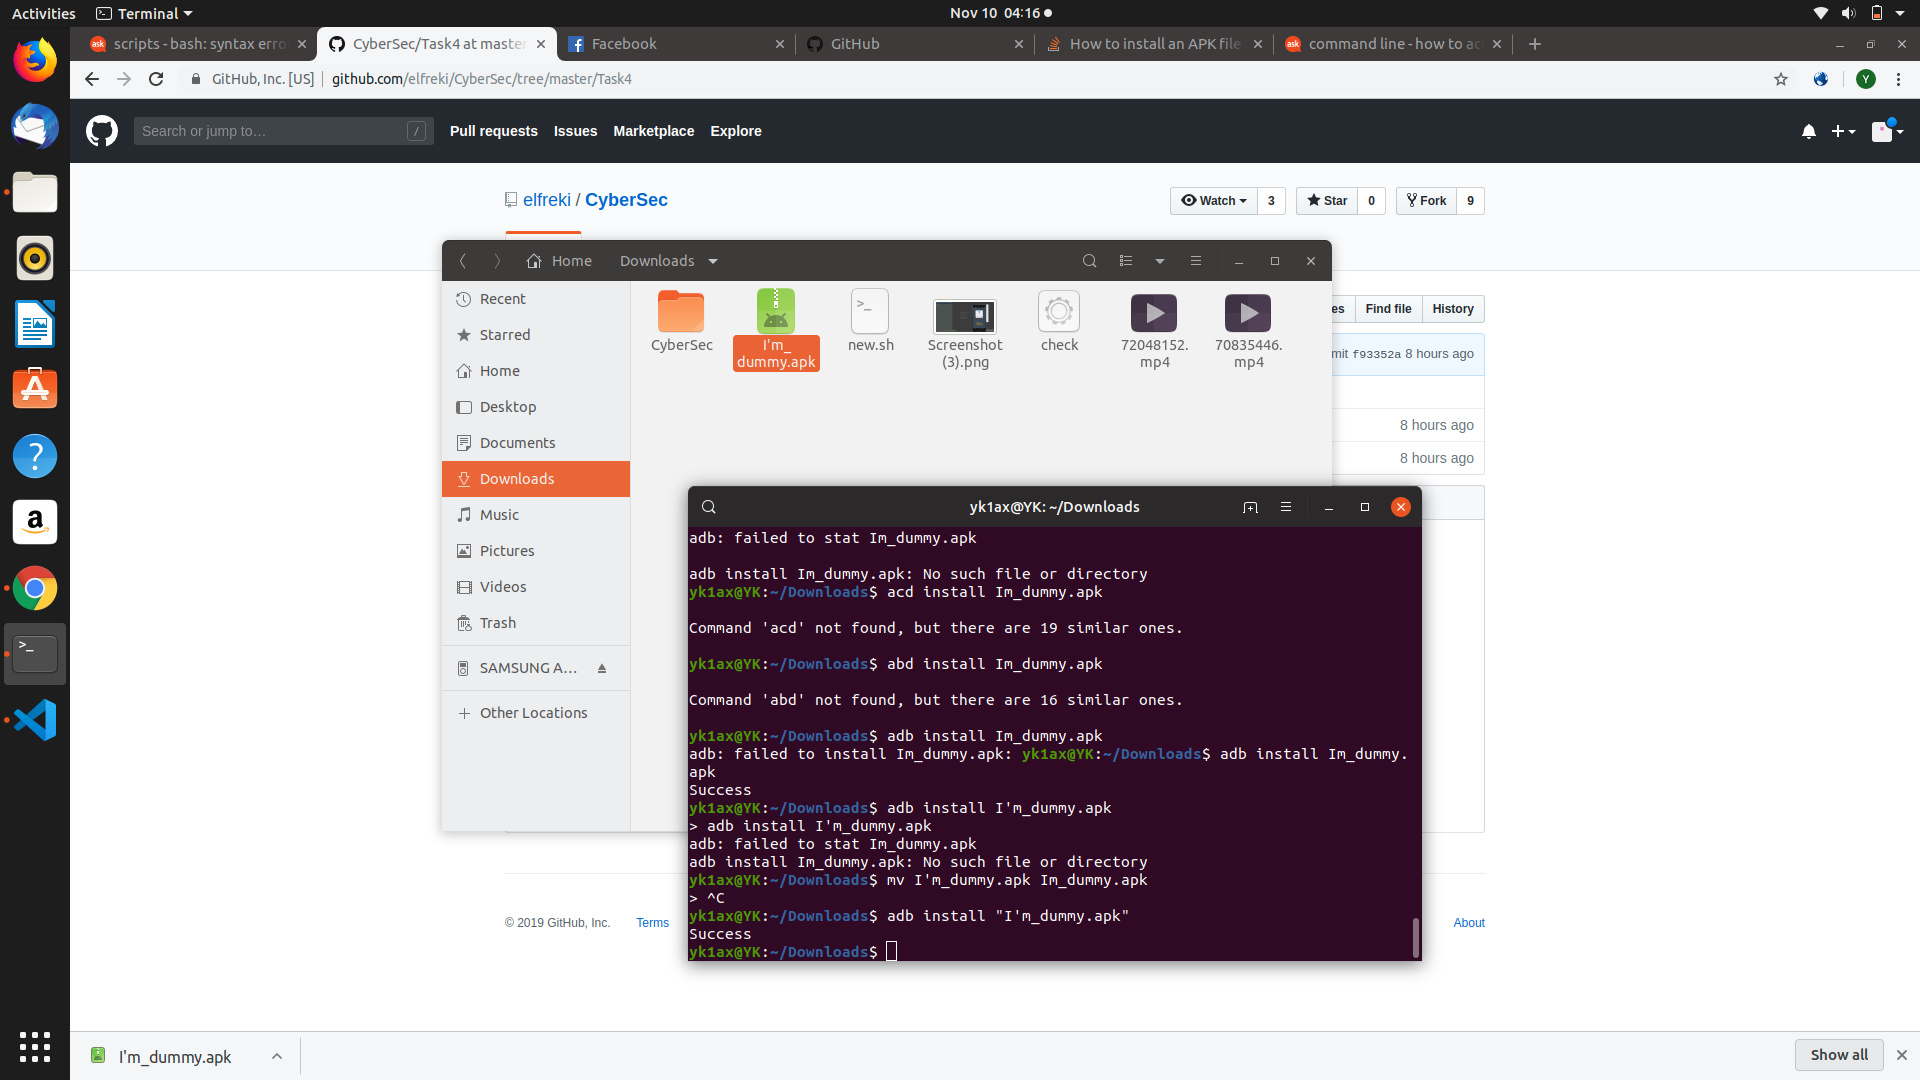 Activities
Terminal
Nov 10 04:16
scripts - bash: syntax erro
CyberSec/Task4 at master
Facebook
GitHub
How to install an APK file
command line - how to ac
GitHub, Inc. [US]
github.com/elfreki/CyberSec/tree/master/Task4
Y
Search or jump to…
/
Pull requests
Issues
Marketplace
Explore
elfreki / CyberSec
Watch
3
Star
0
Fork
9
Home
Downloads
Recent
Starred
Home
Desktop
Documents
Downloads
Music
Pictures
Videos
Trash
SAMSUNG A…
Other Locations
CyberSec
I'm_
dummy.apk
new.sh
Screenshot
(3).png
check
72048152.
mp4
70835446.
mp4
es
Find file
History
mit f93352a 8 hours ago
8 hours ago
8 hours ago
yk1ax@YK: ~/Downloads
adb: failed to stat Im_dummy.apk
adb install Im_dummy.apk: No such file or directory
yk1ax@YK:~/Downloads$ acd install Im_dummy.apk
Command 'acd' not found, but there are 19 similar ones.
yk1ax@YK:~/Downloads$ abd install Im_dummy.apk
Command 'abd' not found, but there are 16 similar ones.
yk1ax@YK:~/Downloads$ adb install Im_dummy.apk
adb: failed to install Im_dummy.apk: yk1ax@YK:~/Downloads$ adb install Im_dummy.
apk
Success
yk1ax@YK:~/Downloads$ adb install I'm_dummy.apk
> adb install I'm_dummy.apk
adb: failed to stat Im_dummy.apk
adb install Im_dummy.apk: No such file or directory
yk1ax@YK:~/Downloads$ mv I'm_dummy.apk Im_dummy.apk
> ^C
yk1ax@YK:~/Downloads$ adb install "I'm_dummy.apk"
Success
yk1ax@YK:~/Downloads$
© 2019 GitHub, Inc.
Terms
About
I'm_dummy.apk
Show all